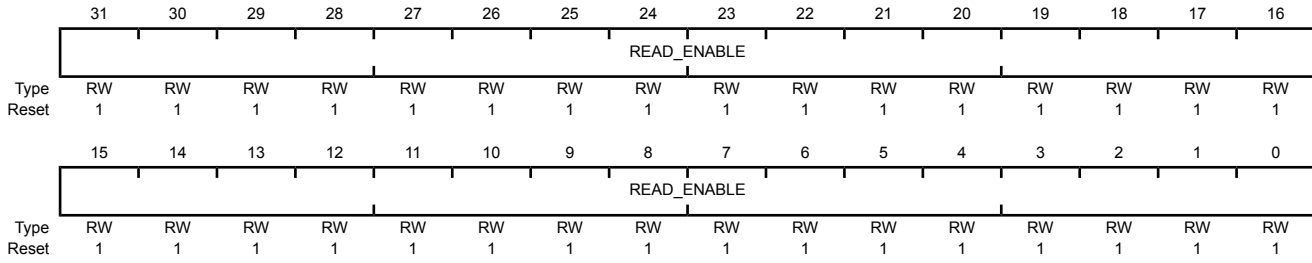 31 30 29 28 27 26 25 24 23 22 21 20 19 18 17 16
READ_ENABLE
Type RW RW RW RW RW RW RW RW RW RW RW RW RW RW RW RW
Reset 1 1 1 1 1 1 1 1 1 1 1 1 1 1 1 1
15 14 13 12 11 10 9 8 7 6 5 4 3 2 1 0
READ_ENABLE
Type RW RW RW RW RW RW RW RW RW RW RW RW RW RW RW RW
Reset 1 1 1 1 1 1 1 1 1 1 1 1 1 1 1 1